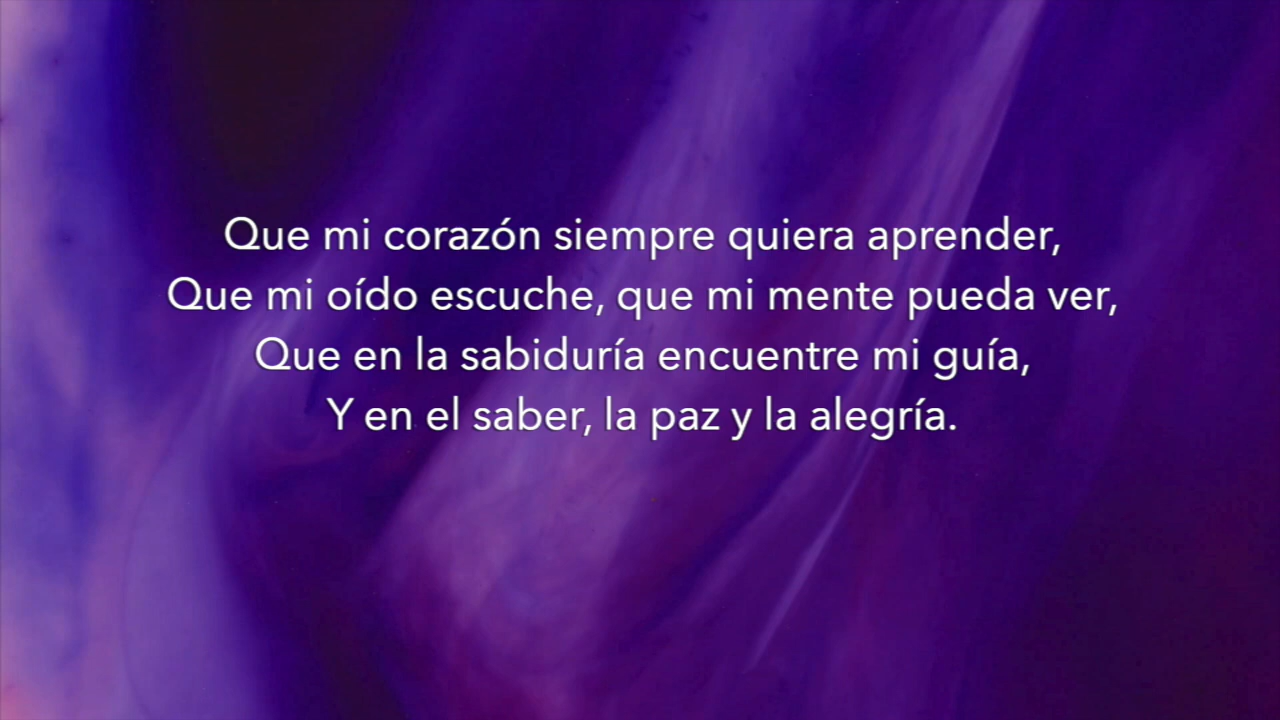 Que mi corazón siempre quiera aprender,
Que mi oído escuche, que mi mente pueda ver,
Que en la sabiduría encuentre mi guía,
Y en el saber, la paz y la alegría.